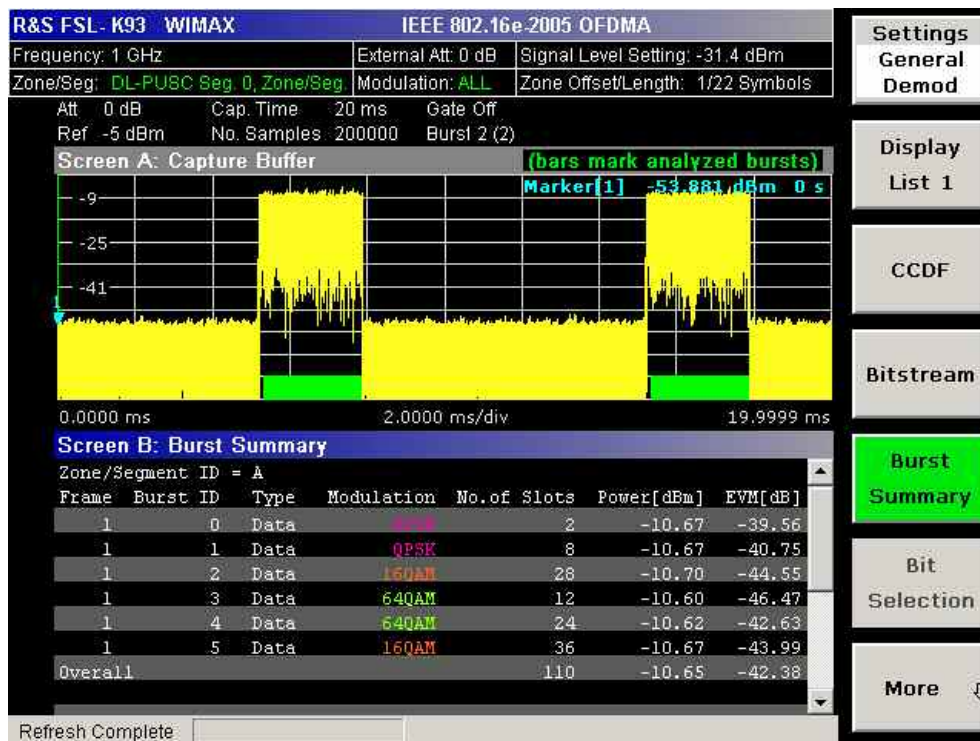 R&S FSL-K93 WIMAX IEEE 802.16e-2005 OFDMA
Frequency: 1 GHz External Att: 0 dB Signal Level Setting: -31.4 dBm
Zone/Seg: DL-PUSC Seg. 0, Zone/Seg. Modulation: ALL Zone Offset/Length: 1/22 Symbols
Att 0 dB Cap. Time 20 ms Gate Off
Ref -5 dBm No. Samples 200000 Burst 2 (2)
Screen A: Capture Buffer (bars mark analyzed bursts)
Marker[1] -53.881 dBm 0 s
-9
-25
-41
1
0.0000 ms 2.0000 ms/div 19.9999 ms
Screen B: Burst Summary
Zone/Segment ID = A
Frame Burst ID Type Modulation No.of Slots Power[dBm] EVM[dB]
1 0 Data 2 -10.67 -39.56
1 1 Data QPSK 8 -10.67 -40.75
1 2 Data 16QAM 28 -10.70 -44.55
1 3 Data 64QAM 12 -10.60 -46.47
1 4 Data 64QAM 24 -10.62 -42.63
1 5 Data 16QAM 36 -10.67 -43.99
Overall 110 -10.65 -42.38
Refresh Complete
Settings
General
Demod
Display
List 1
CCDF
Bitstream
Burst
Summary
Bit
Selection
More